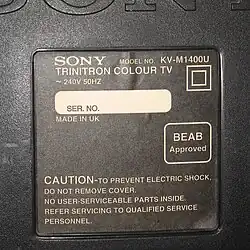 SONY
SONY MODEL NO. KV-M1400U
TRINITRON COLOUR TV
~ 240V 50HZ
SER. NO.
MADE IN UK
BEAB
Approved
CAUTION-TO PREVENT ELECTRIC SHOCK.
DO NOT REMOVE COVER.
NO USER-SERVICEABLE PARTS INSIDE.
REFER SERVICING TO QUALIFIED SERVICE
PERSONNEL.